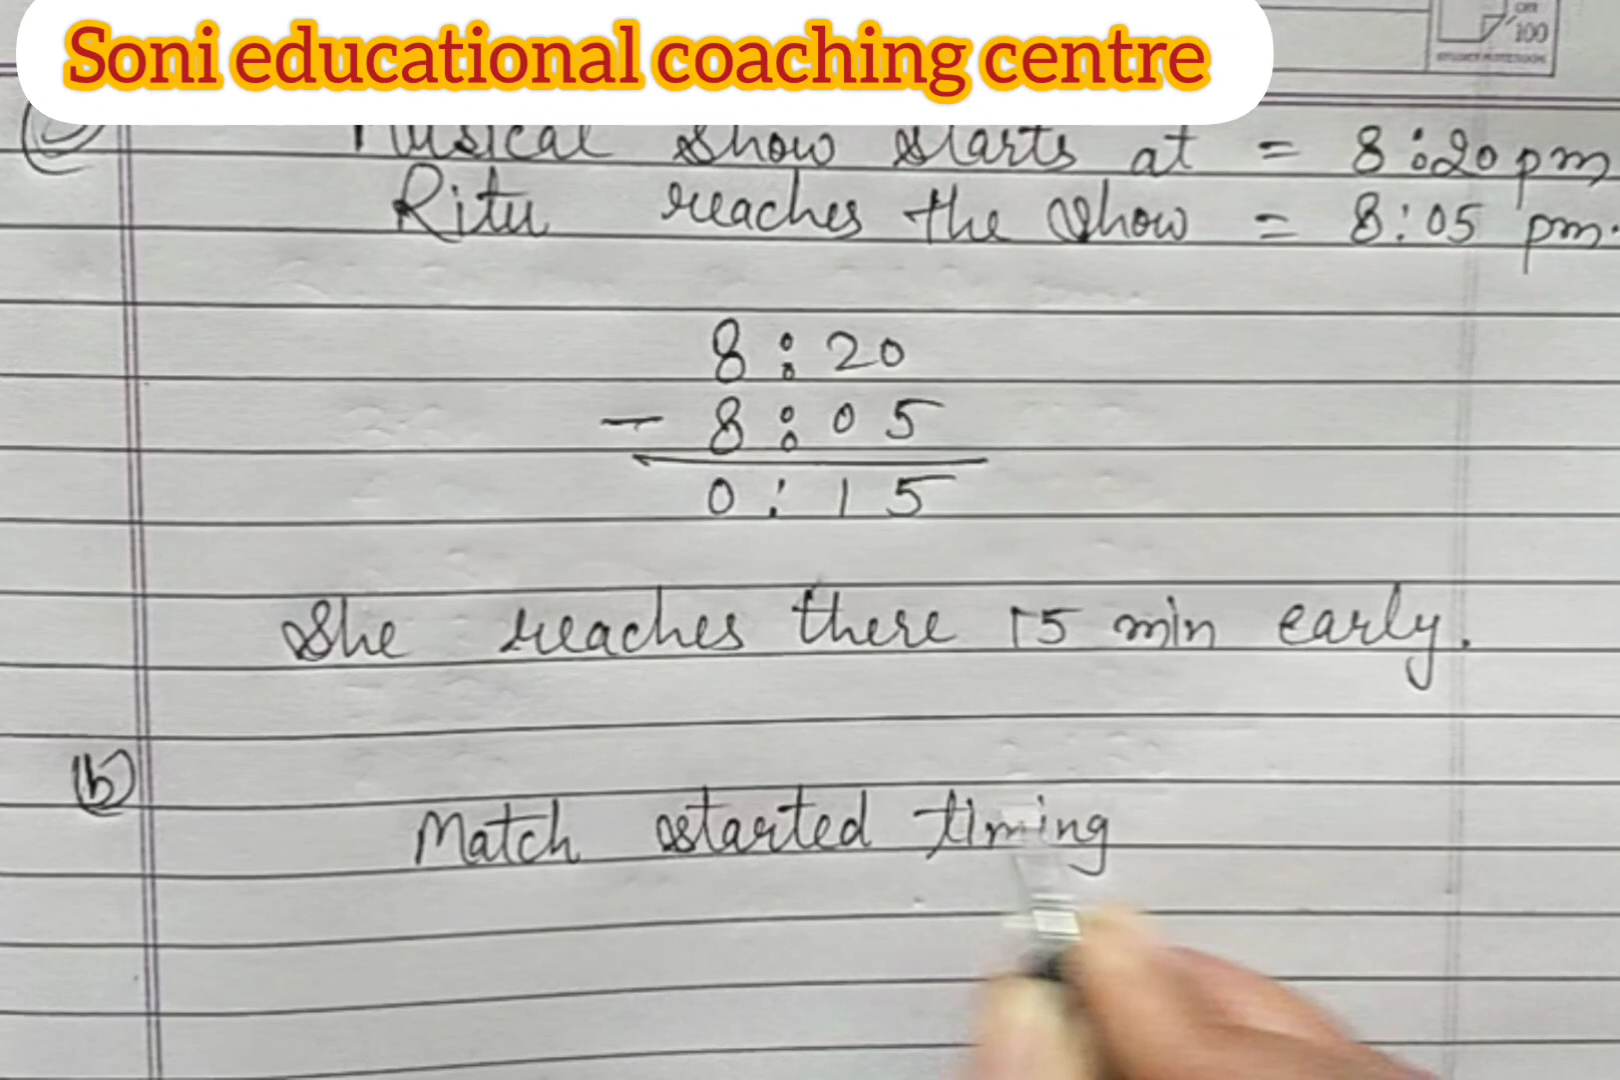 Soni educational coaching centre
100
Musical show starts at = 8:20 pm
Ritu reaches the show = 8:05 pm.
8:20
- 8:05
0:15
She reaches there 15 min early.
(b)
Match started timing